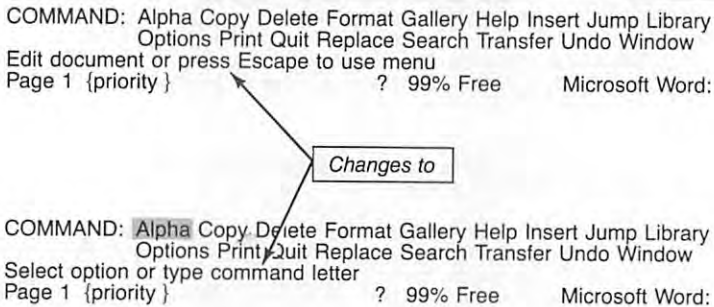 COMMAND: Alpha Copy Delete Format Gallery Help Insert Jump Library
Options Print Quit Replace Search Transfer Undo Window
Edit document or press Escape to use menu
Page 1 {priority } ? 99% Free Microsoft Word:
Changes to
COMMAND: Alpha Copy Delete Format Gallery Help Insert Jump Library
Options Print Quit Replace Search Transfer Undo Window
Select option or type command letter
Page 1 {priority } ? 99% Free Microsoft Word: